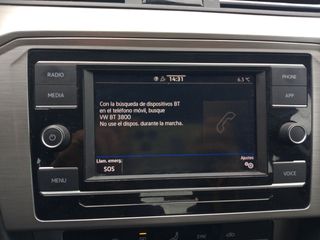 RADIO
MEDIA
MENU
14:31
6.5 °C
Con la búsqueda de dispositivos BT
en el teléfono móvil, busque
VW BT 3800
No use el dispos. durante la marcha.
Llam. emerg.
SOS
Ajustes
PHONE
APP
VOICE
SYNC